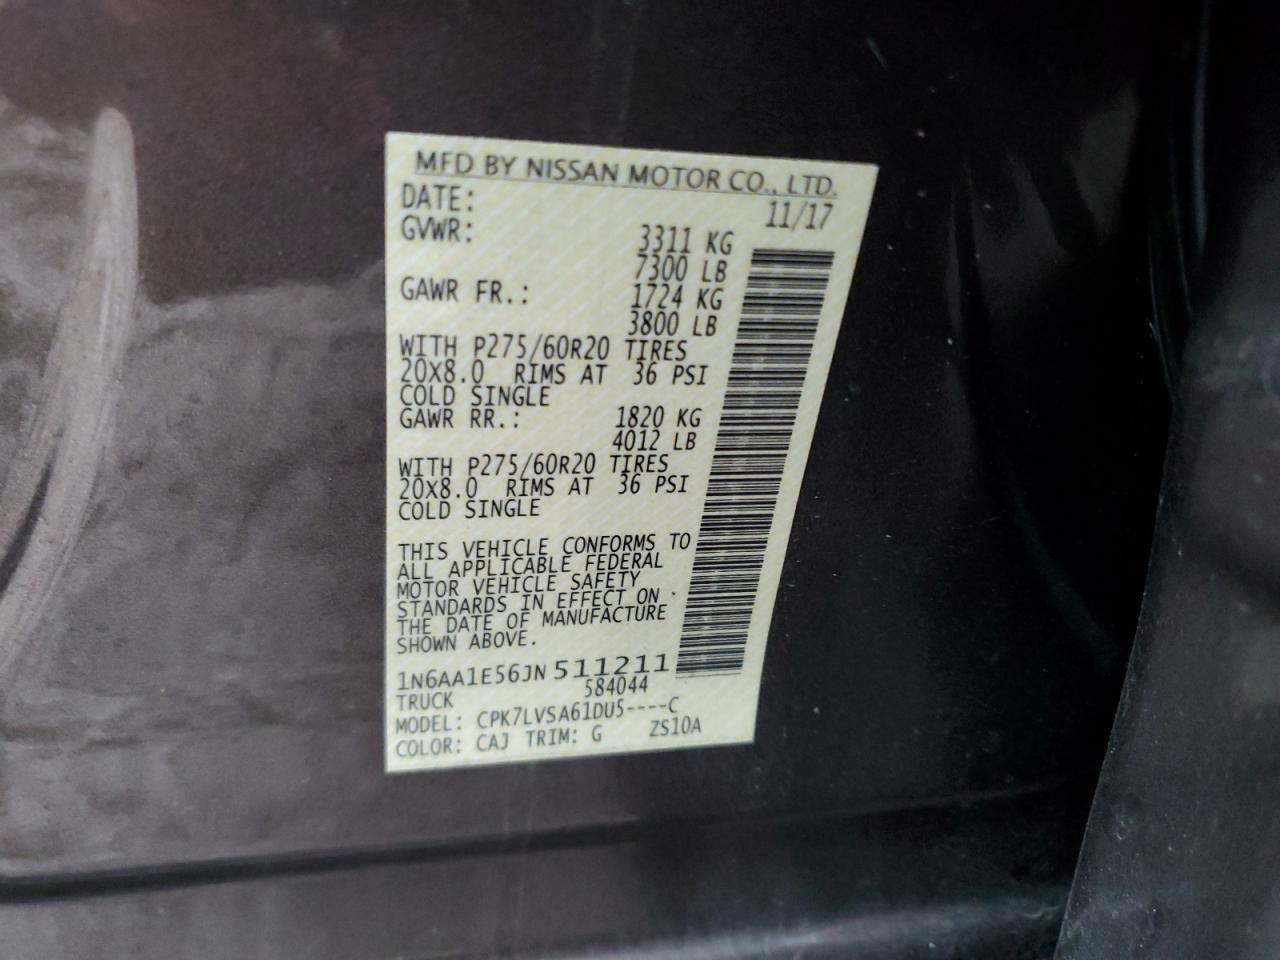 MFD BY NISSAN MOTOR CO., LTD.
DATE: 11/17
GVWR: 3311 KG
7300 LB
GAWR FR.: 1724 KG
3800 LB
WITH P275/60R20 TIRES
20X8.0 RIMS AT 36 PSI
COLD SINGLE
GAWR RR.: 1820 KG
4012 LB
WITH P275/60R20 TIRES
20X8.0 RIMS AT 36 PSI
COLD SINGLE
THIS VEHICLE CONFORMS TO
ALL APPLICABLE FEDERAL
MOTOR VEHICLE SAFETY
STANDARDS IN EFFECT ON
THE DATE OF MANUFACTURE
SHOWN ABOVE.
1N6AA1E56JN511211
TRUCK 584044
MODEL: CPK7LVSA61DU5----C
COLOR: CAJ TRIM: G ZS10A